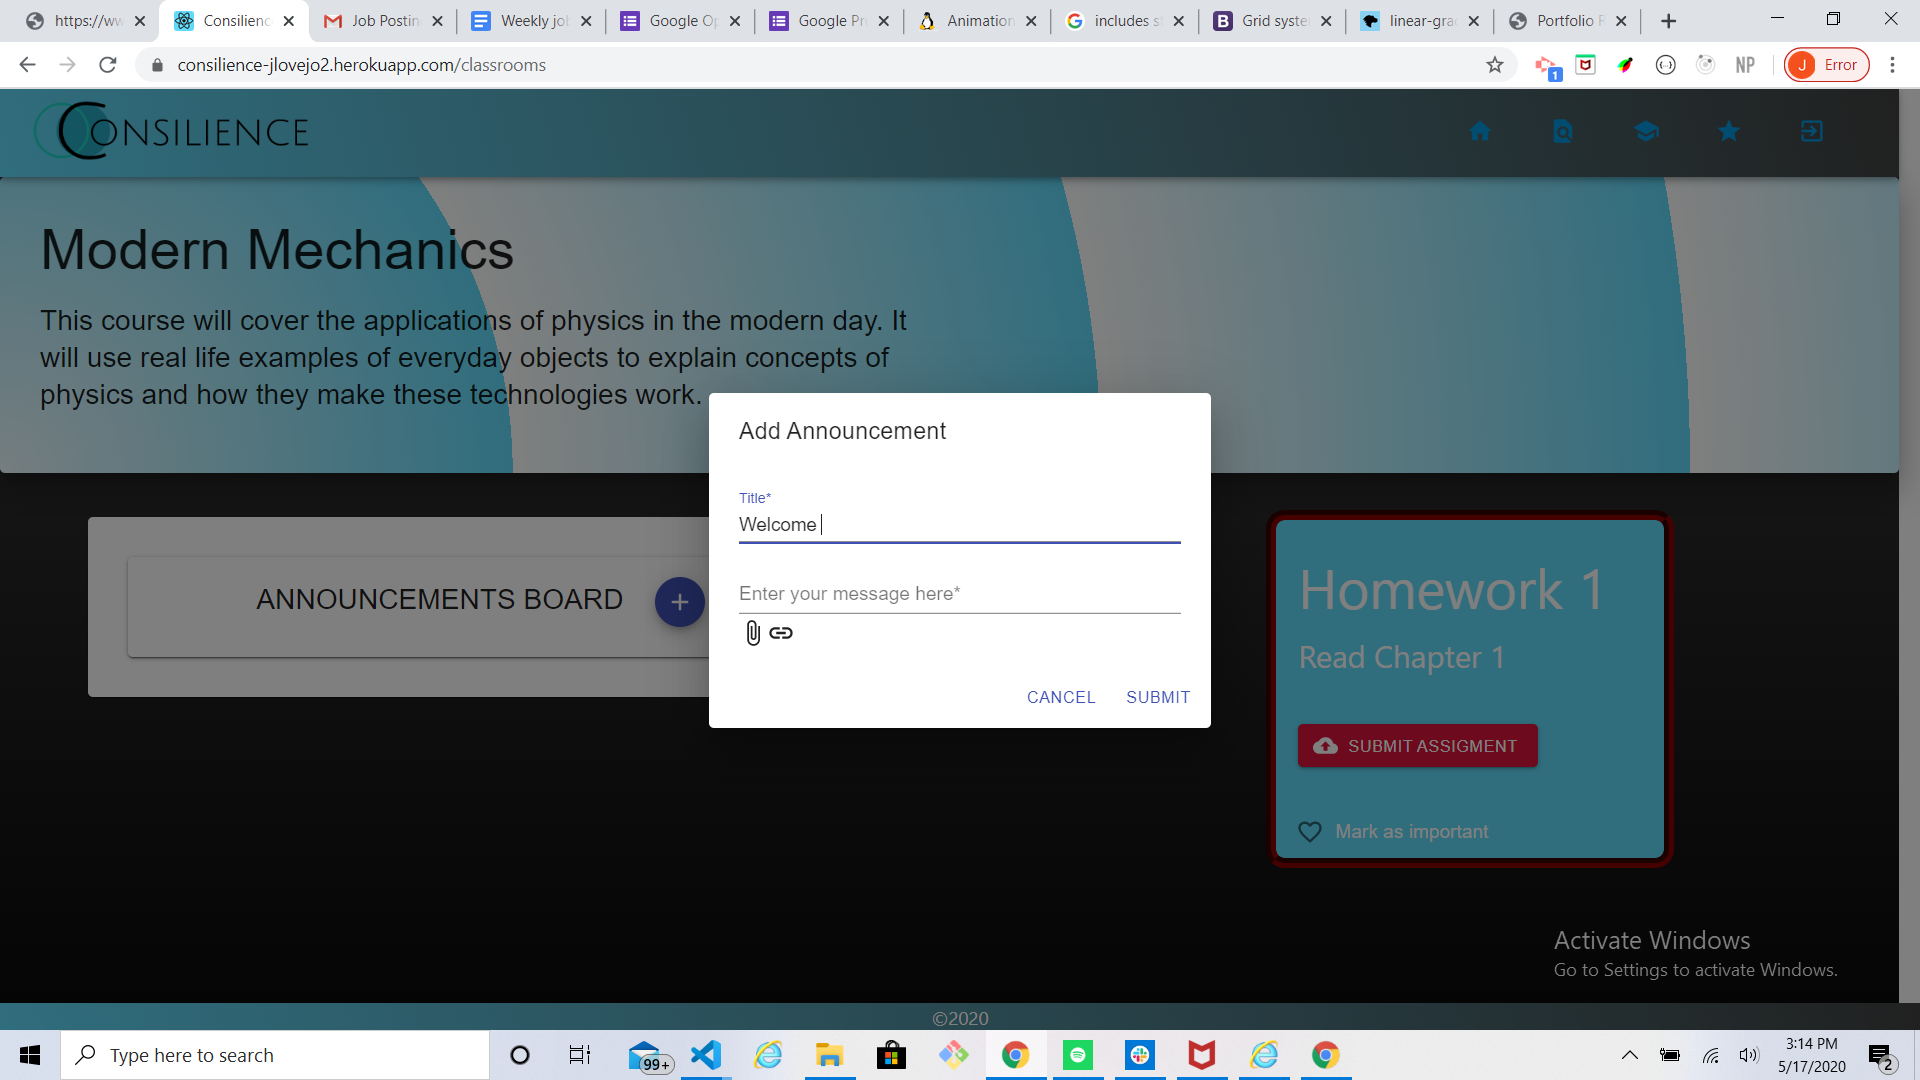 https://ww
Consilienc
Job Postin
Weekly job
Google Op
Google Pr
Animation
includes s
Grid syste
linear-gra
Portfolio R
consilience-jlovejo2.herokuapp.com/classrooms
1
NP
J Error
CONSILIENCE
Modern Mechanics
This course will cover the applications of physics in the modern day. It
will use real life examples of everyday objects to explain concepts of
physics and how they make these technologies work.
Add Announcement
Title*
Welcome
Enter your message here*
CANCEL SUBMIT
ANNOUNCEMENTS BOARD
+
Homework 1
Read Chapter 1
SUBMIT ASSIGMENT
Mark as important
Activate Windows
Go to Settings to activate Windows.
©2020
Type here to search
99+
3:14 PM
5/17/2020
2